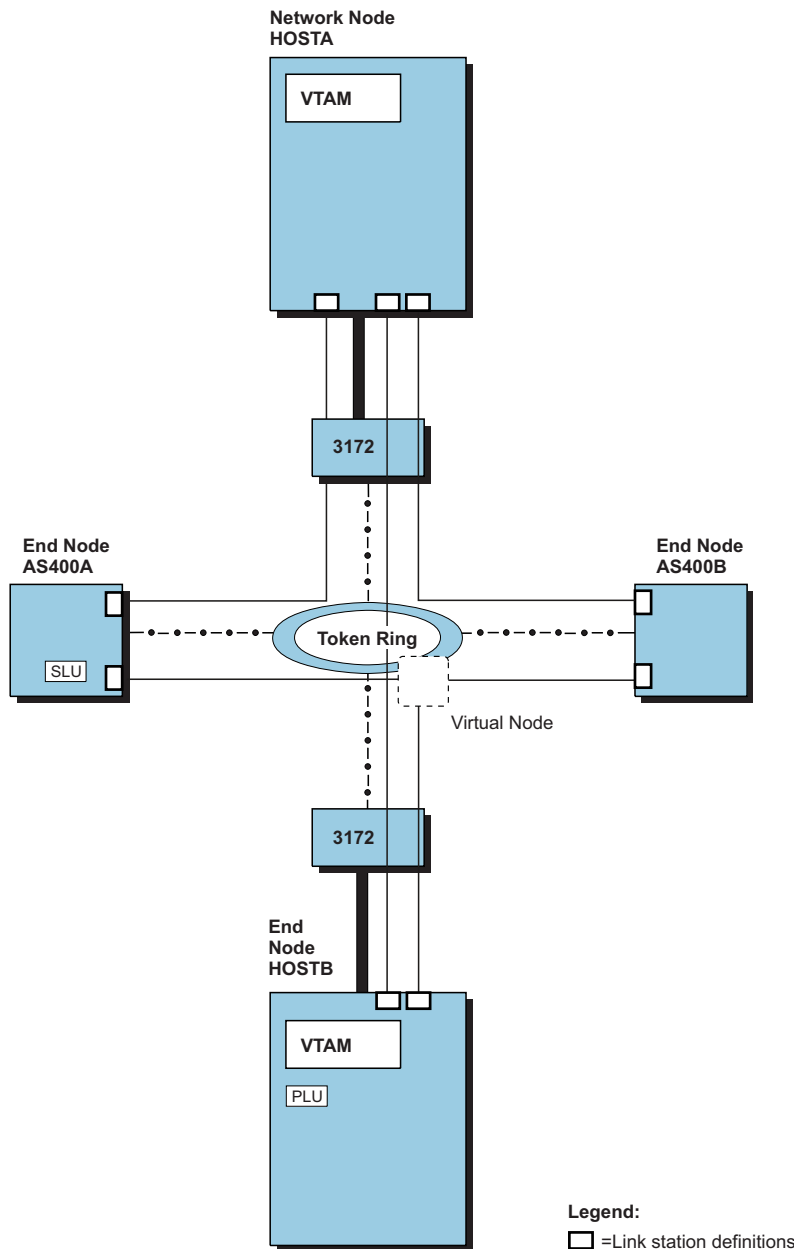 Network Node
HOSTA
VTAM
3172
End Node
AS400A
End Node
AS400B
Token Ring
SLU
Virtual Node
3172
End
Node
HOSTB
VTAM
PLU
Legend:
=Link station definitions